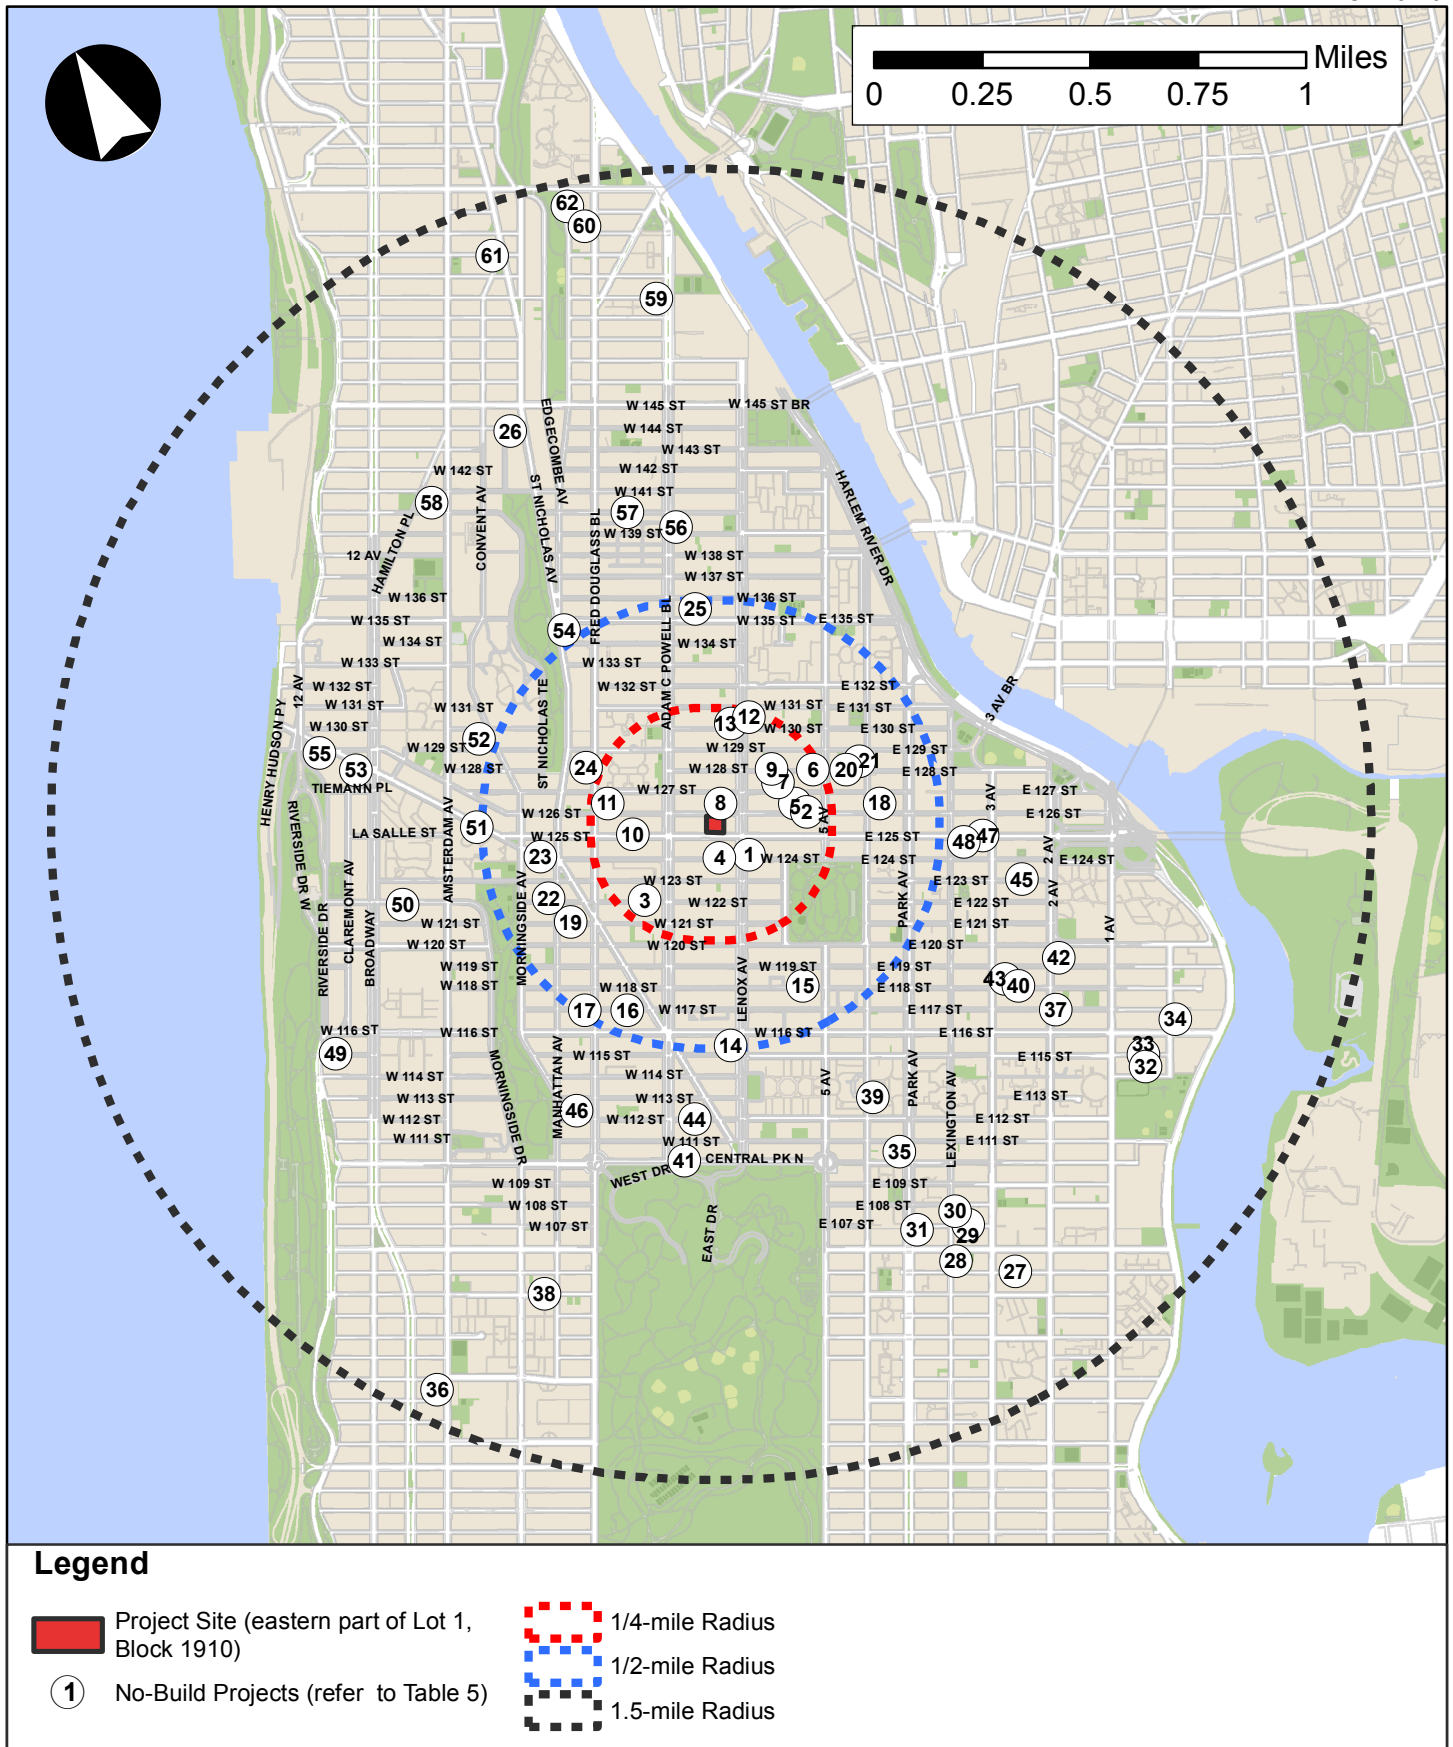 Miles
0 0.25 0.5 0.75 1
62
60
61
59
W 145 ST
W 145 ST BR
EDGECOMBE AV
26
W 144 ST
W 143 ST
W 142 ST
W 142 ST
ST NICHOLAS AV
HARLEM RIVER DR
W 141 ST
58
CONVENT AV
57
56
HAMILTON PL
FRED DOUGLASS BL
W 139 ST
12 AV
W 138 ST
W 137 ST
W 136 ST
W 136 ST
25
ADAM C POWELL BL
W 135 ST
W 135 ST
E 135 ST
54
W 134 ST
W 134 ST
W 133 ST
W 133 ST
W 132 ST
12 AV
W 132 ST
E 132 ST
ST NICHOLAS TE
3 AV BR
W 131 ST
W 131 ST
W 131 ST
E 131 ST
13
12
W 130 ST
W 130 ST
E 130 ST
55
52
W 129 ST
W 129 ST
E 129 ST
53
W 128 ST
24
W 128 ST
9
7
6
20
21
E 128 ST
HENRY HUDSON PY
TIEMANN PL
W 127 ST
E 127 ST
3 AV
11
8
5
2
18
W 126 ST
E 126 ST
5 AV
RIVERSIDE DR W
AMSTERDAM AV
LA SALLE ST
51
W 125 ST
10
E 125 ST
48
47
2 AV
23
4
1
W 124 ST
E 124 ST
E 124 ST
W 123 ST
E 123 ST
45
CLAREMONT AV
MORNINGSIDE AV
22
3
W 122 ST
PARK AV
E 122 ST
2 AV
50
19
W 121 ST
W 121 ST
E 121 ST
1 AV
RIVERSIDE DR
BROADWAY
W 120 ST
W 120 ST
E 120 ST
W 119 ST
LENOX AV
W 119 ST
E 119 ST
42
43
40
W 118 ST
W 118 ST
15
E 118 ST
17
16
W 117 ST
E 117 ST
37
34
W 116 ST
W 116 ST
W 116 ST
E 116 ST
49
14
33
32
W 115 ST
E 115 ST
MORNINGSIDE DR
MANHATTAN AV
5 AV
PARK AV
LEXINGTON AV
W 114 ST
W 114 ST
W 113 ST
W 113 ST
39
E 113 ST
46
44
W 112 ST
W 112 ST
E 112 ST
W 111 ST
W 111 ST
E 111 ST
35
41
CENTRAL PK N
WEST DR
W 109 ST
E 109 ST
W 108 ST
E 108 ST
30
W 107 ST
EAST DR
E 107 ST
31
29
28
27
38
36
Legend
Project Site (eastern part of Lot 1,
Block 1910)
1 No-Build Projects (refer to Table 5)
1/4-mile Radius
1/2-mile Radius
1.5-mile Radius